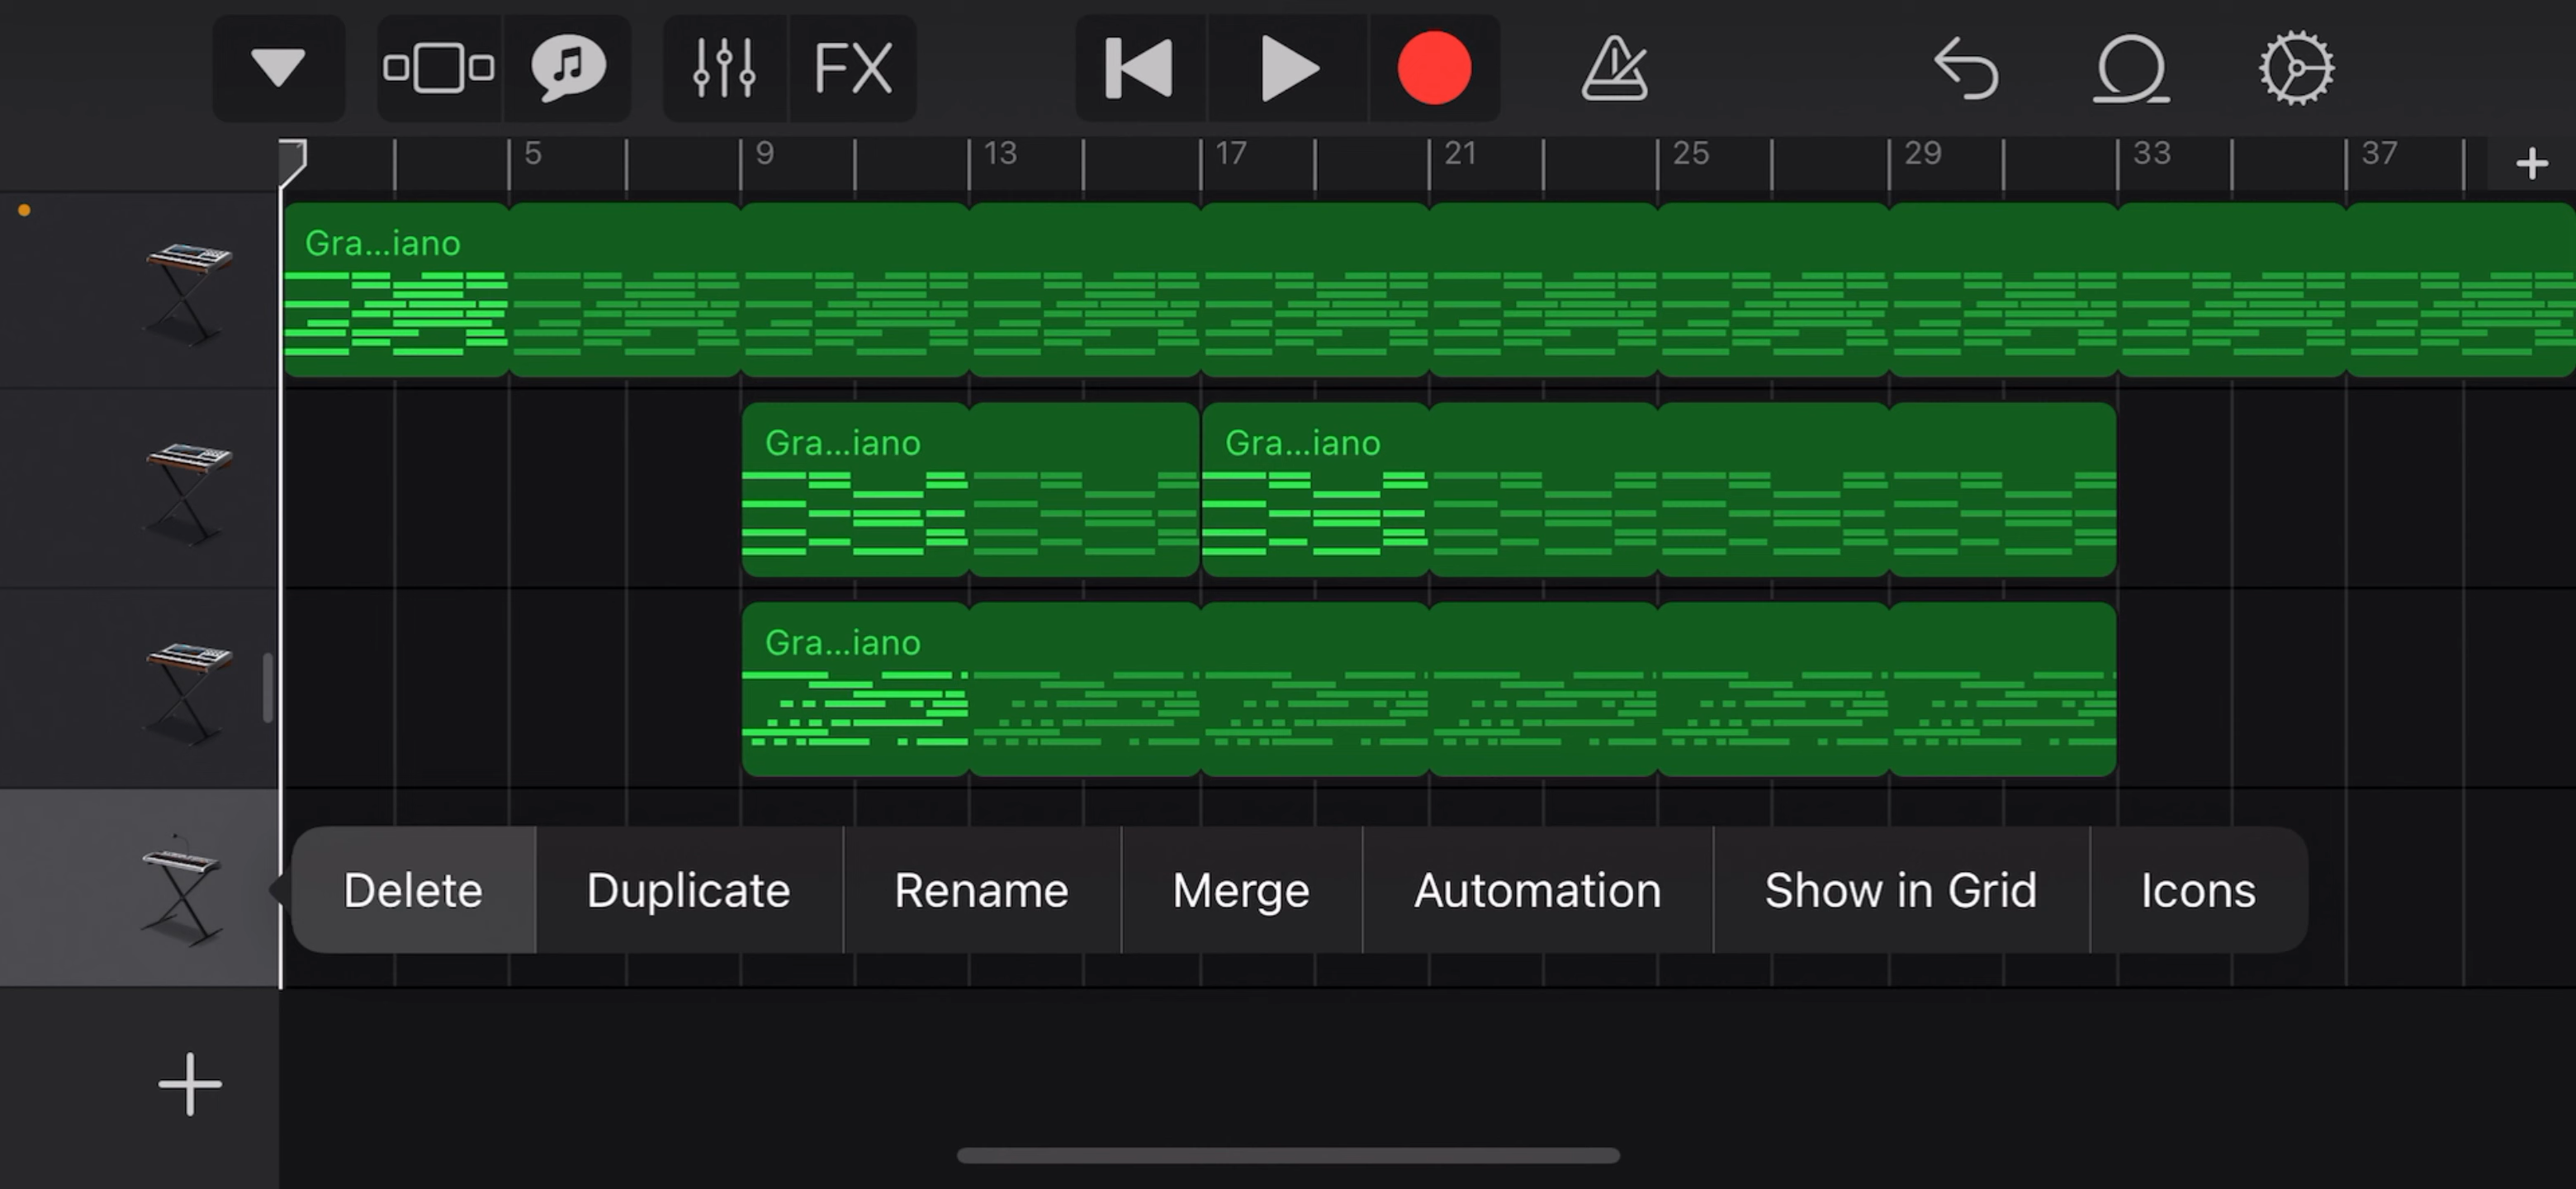 FX
5 9 13 17 21 25 29 33 37
Gra...iano
Gra...iano Gra...iano
Gra...iano
Delete Duplicate Rename Merge Automation Show in Grid Icons